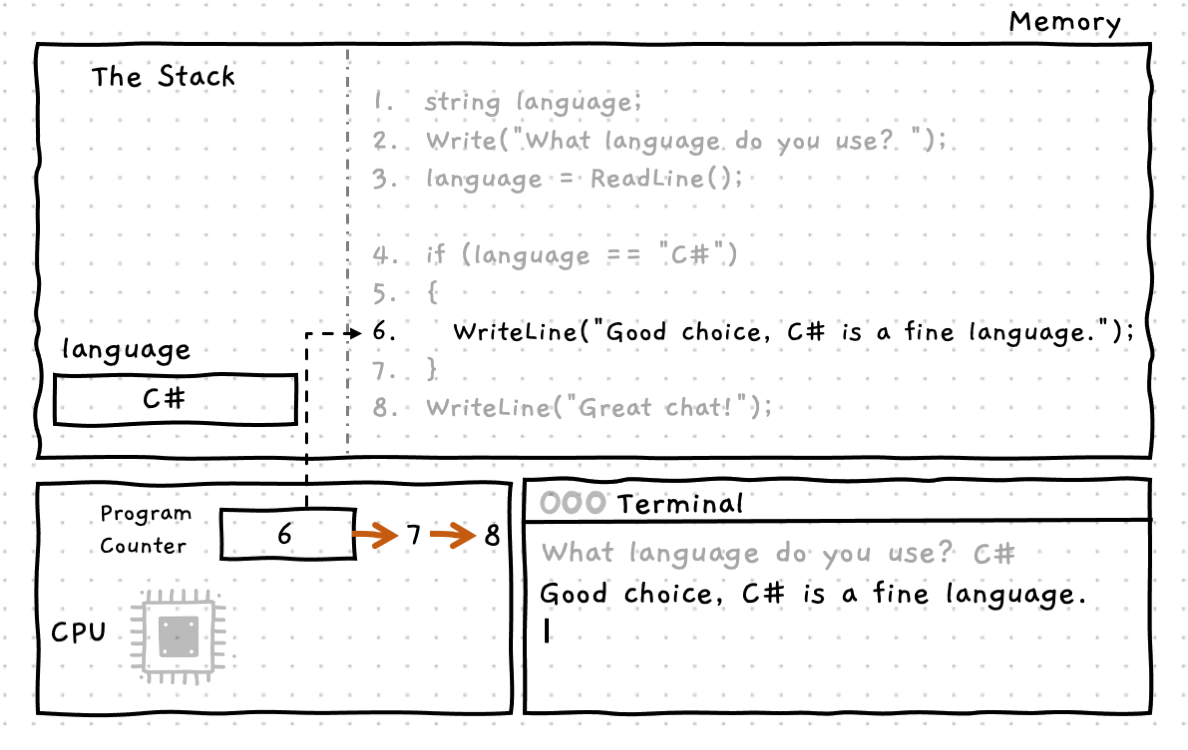 Memory
The Stack
1. string language;
2. Write("What language do you use? ");
3. language = ReadLine();
4. if (language == "C#")
5. {
6. WriteLine("Good choice, C# is a fine language.");
7. }
8. WriteLine("Great chat!");
language
C#
Program
Counter
6 7 8
CPU
Terminal
What language do you use? C#
Good choice, C# is a fine language.